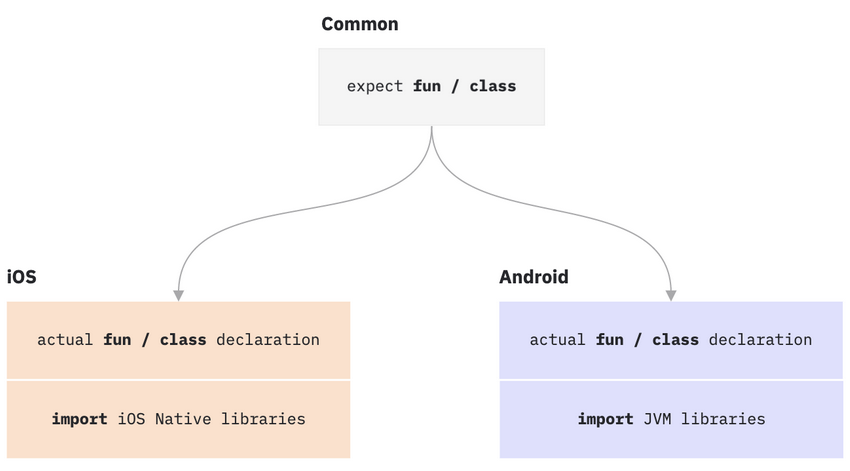 Common
expect fun / class
iOS
actual fun / class declaration
import iOS Native libraries
Android
actual fun / class declaration
import JVM libraries